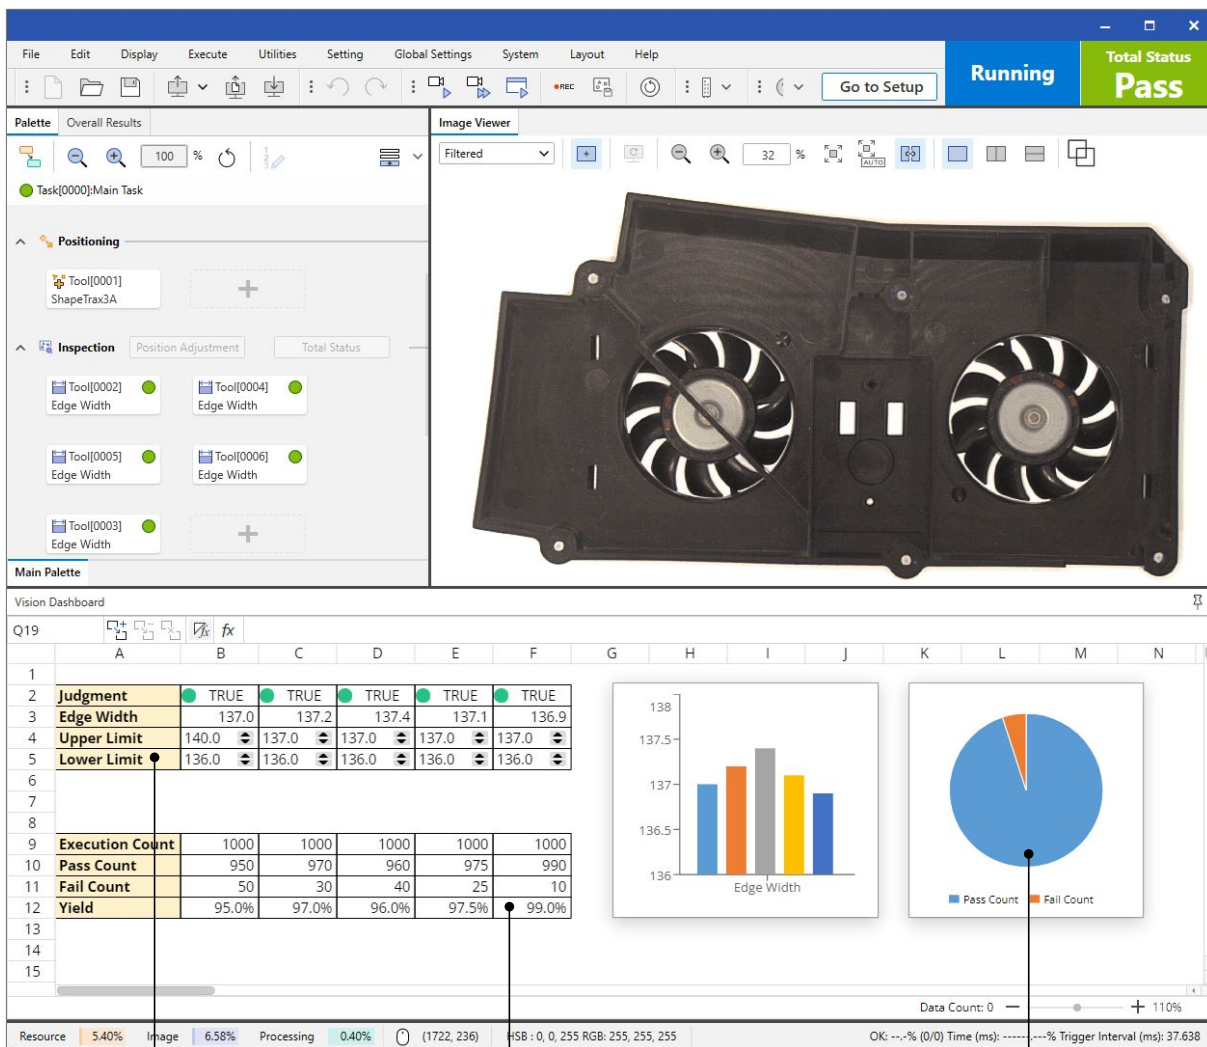 File Edit Display Execute Utilities Setting Global Settings System Layout Help
Running
Total Status
Pass
REC
Go to Setup
Palette Overall Results
100 %
Task[0000]:Main Task
Positioning
Tool[0001]
ShapeTrax3A
Inspection Position Adjustment Total Status
Tool[0002] Tool[0004]
Edge Width Edge Width
Tool[0005] Tool[0006]
Edge Width Edge Width
Tool[0003]
Edge Width
Main Palette
Image Viewer
Filtered 32 % AUTO
Vision Dashboard
Q19 fx
A B C D E F G H I J K L M N
1
2 Judgment TRUE TRUE TRUE TRUE TRUE
3 Edge Width 137.0 137.2 137.4 137.1 136.9
4 Upper Limit 140.0 137.0 137.0 137.0 137.0
5 Lower Limit 136.0 136.0 136.0 136.0 136.0
6
7
8
9 Execution Count 1000 1000 1000 1000 1000
10 Pass Count 950 970 960 975 990
11 Fail Count 50 30 40 25 10
12 Yield 95.0% 97.0% 96.0% 97.5% 99.0%
13
14
15
138
137.5
137
136.5
136
Edge Width
Pass Count Fail Count
Data Count: 0 110%
Resource 5.40% Image 6.58% Processing 0.40% (1722, 236) HSB : 0, 0, 255 RGB: 255, 255, 255 OK: --.-% (0/0) Time (ms): ------.---% Trigger Interval (ms): 37.638